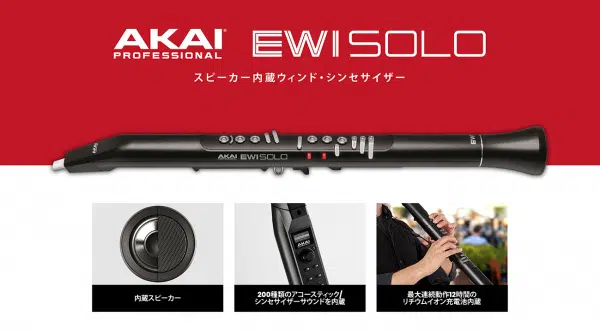 AKAI
PROFESSIONAL
EWI SOLO
スピーカー内蔵ウィンド・シンセサイザー
AKAI
AKAI EWI SOLO
EWI
内蔵スピーカー
AKAI
200種類のアコースティック/
シンセサイザーサウンドを内蔵
最大連続動作12時間の
リチウムイオン充電池内蔵